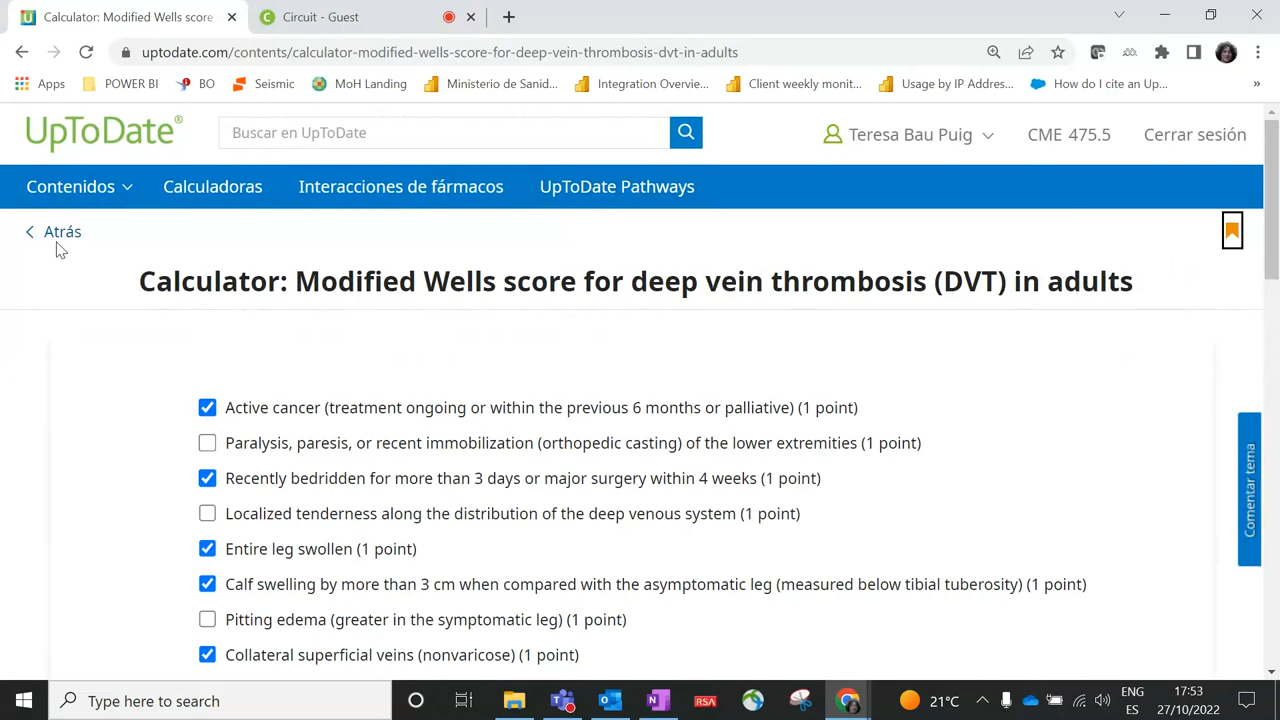 Calculator: Modified Wells score
Circuit - Guest
uptodate.com/contents/calculator-modified-wells-score-for-deep-vein-thrombosis-dvt-in-adults
Apps
POWER BI
BO
Seismic
MoH Landing
Ministerio de Sanid...
Integration Overvie...
Client weekly monit...
Usage by IP Addres...
How do I cite an Up...
»
UpToDate®
Buscar en UpToDate
Teresa Bau Puig
CME 475.5
Cerrar sesión
Contenidos
Calculadoras
Interacciones de fármacos
UpToDate Pathways
Atrás
Calculator: Modified Wells score for deep vein thrombosis (DVT) in adults
Active cancer (treatment ongoing or within the previous 6 months or palliative) (1 point)
Paralysis, paresis, or recent immobilization (orthopedic casting) of the lower extremities (1 point)
Recently bedridden for more than 3 days or major surgery within 4 weeks (1 point)
Localized tenderness along the distribution of the deep venous system (1 point)
Entire leg swollen (1 point)
Calf swelling by more than 3 cm when compared with the asymptomatic leg (measured below tibial tuberosity) (1 point)
Pitting edema (greater in the symptomatic leg) (1 point)
Collateral superficial veins (nonvaricose) (1 point)
Comentar tema
Type here to search
RSA
21°C
ENG
ES
17:53
27/10/2022